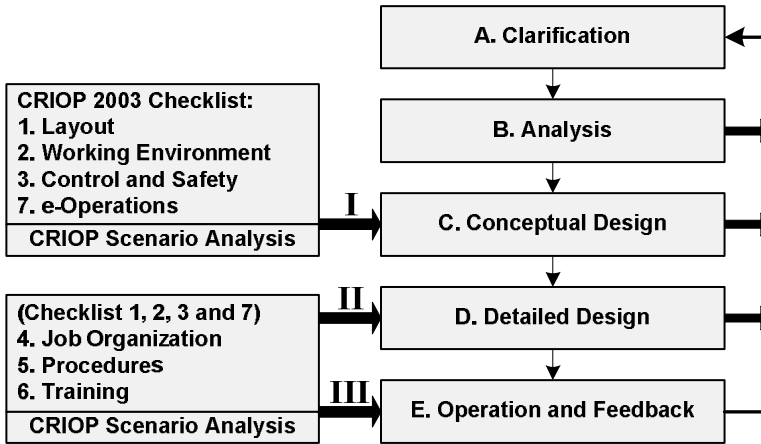 A. Clarification
CRIOP 2003 Checklist:
1. Layout
2. Working Environment
3. Control and Safety
7. e-Operations
CRIOP Scenario Analysis
B. Analysis
I
C. Conceptual Design
(Checklist 1, 2, 3 and 7)
4. Job Organization
5. Procedures
6. Training
CRIOP Scenario Analysis
II
D. Detailed Design
III
E. Operation and Feedback